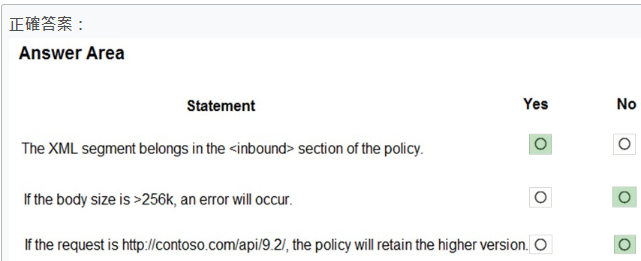 正確答案：
Answer Area
Statement Yes No
The XML segment belongs in the <inbound> section of the policy.
If the body size is >256k, an error will occur.
If the request is http://contoso.com/api/9.2/, the policy will retain the higher version.